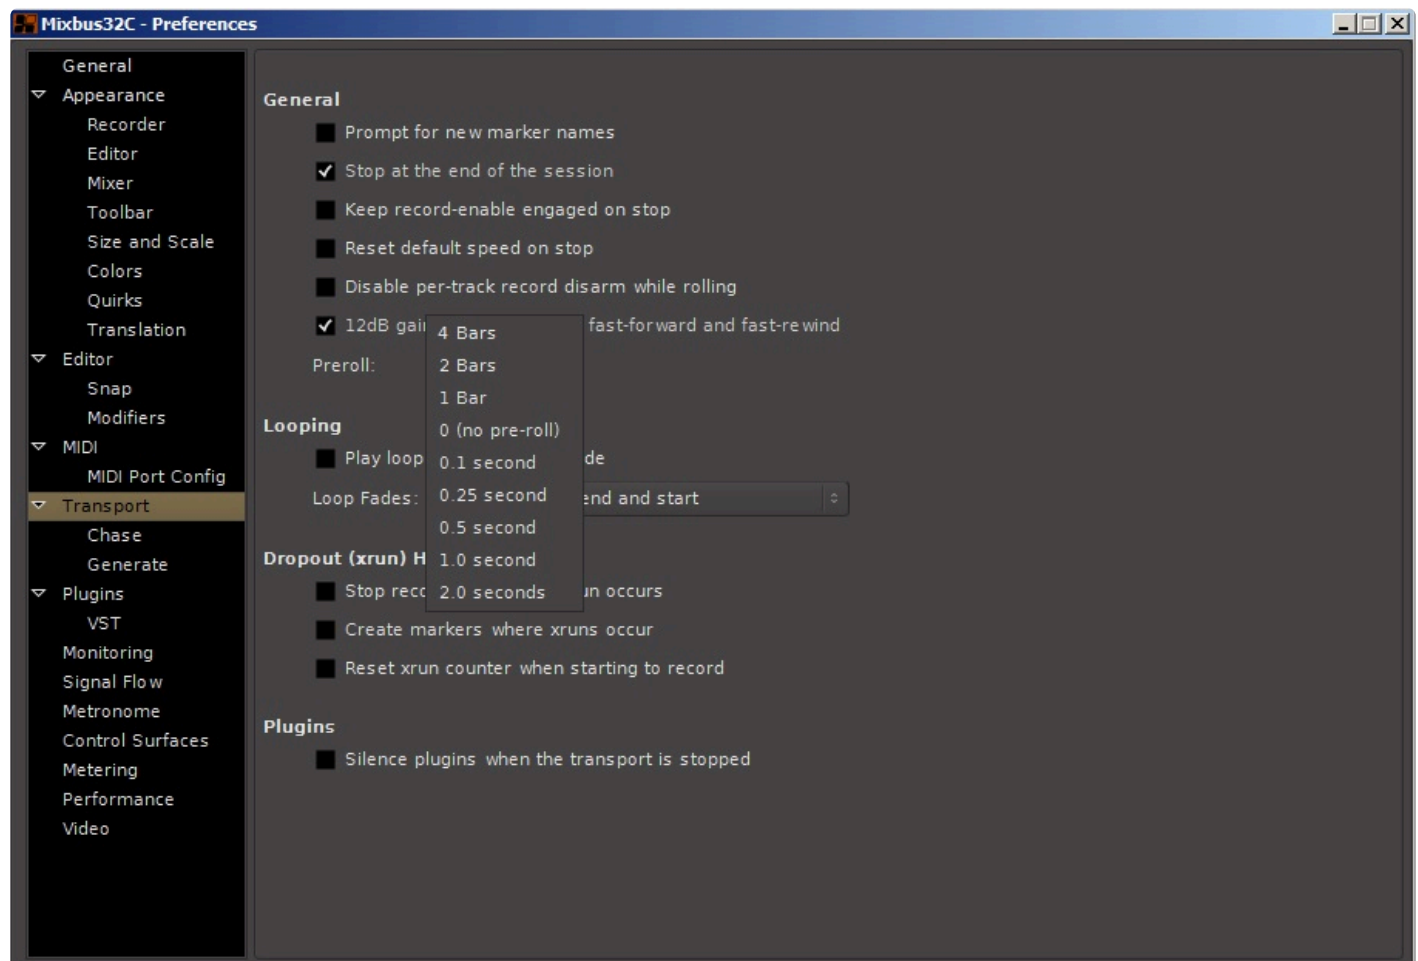 Mixbus32C - Preferences
General
Appearance
Recorder
Editor
Mixer
Toolbar
Size and Scale
Colors
Quirks
Translation
Editor
Snap
Modifiers
MIDI
MIDI Port Config
Transport
Chase
Generate
Plugins
VST
Monitoring
Signal Flow
Metronome
Control Surfaces
Metering
Performance
Video
General
Prompt for new marker names
Stop at the end of the session
Keep record-enable engaged on stop
Reset default speed on stop
Disable per-track record disarm while rolling
12dB gai fast-forward and fast-rewind
Preroll:
4 Bars
2 Bars
1 Bar
0 (no pre-roll)
0.1 second
0.25 second
0.5 second
1.0 second
2.0 seconds
Looping
Play loop de
Loop Fades: end and start
Dropout (xrun) H
Stop rec un occurs
Create markers where xruns occur
Reset xrun counter when starting to record
Plugins
Silence plugins when the transport is stopped